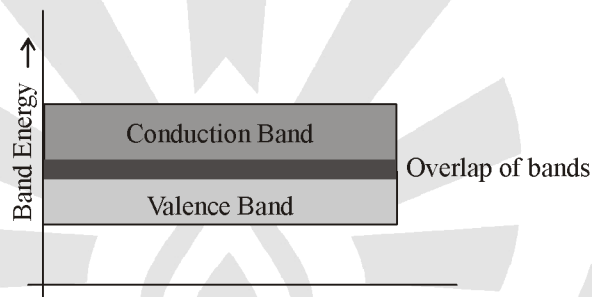 Band Energy →
Conduction Band
Overlap of bands
Valence Band